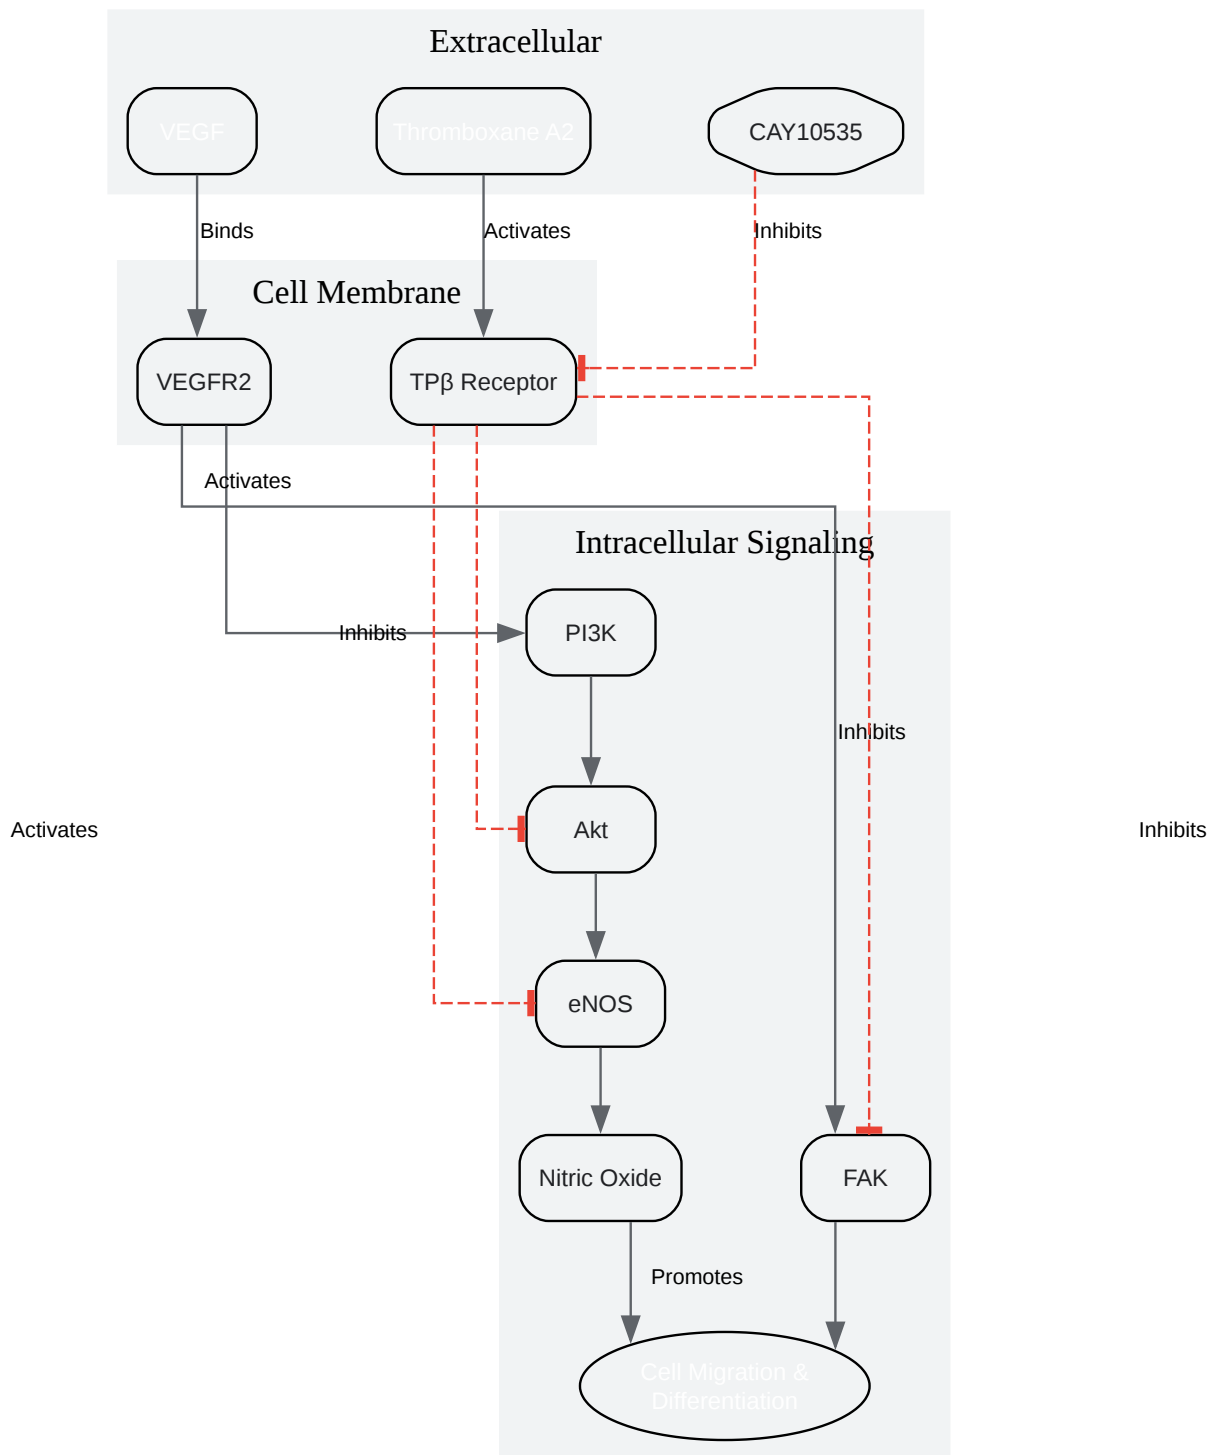 Extracellular
VEGF
Thromboxane A2
CAY10535
Binds
Activates
Inhibits
Cell Membrane
VEGFR2
TPβ Receptor
Activates
Intracellular Signaling
Inhibits
PI3K
Inhibits
Activates
Akt
Inhibits
eNOS
Nitric Oxide
FAK
Promotes
Cell Migration &
Differentiation